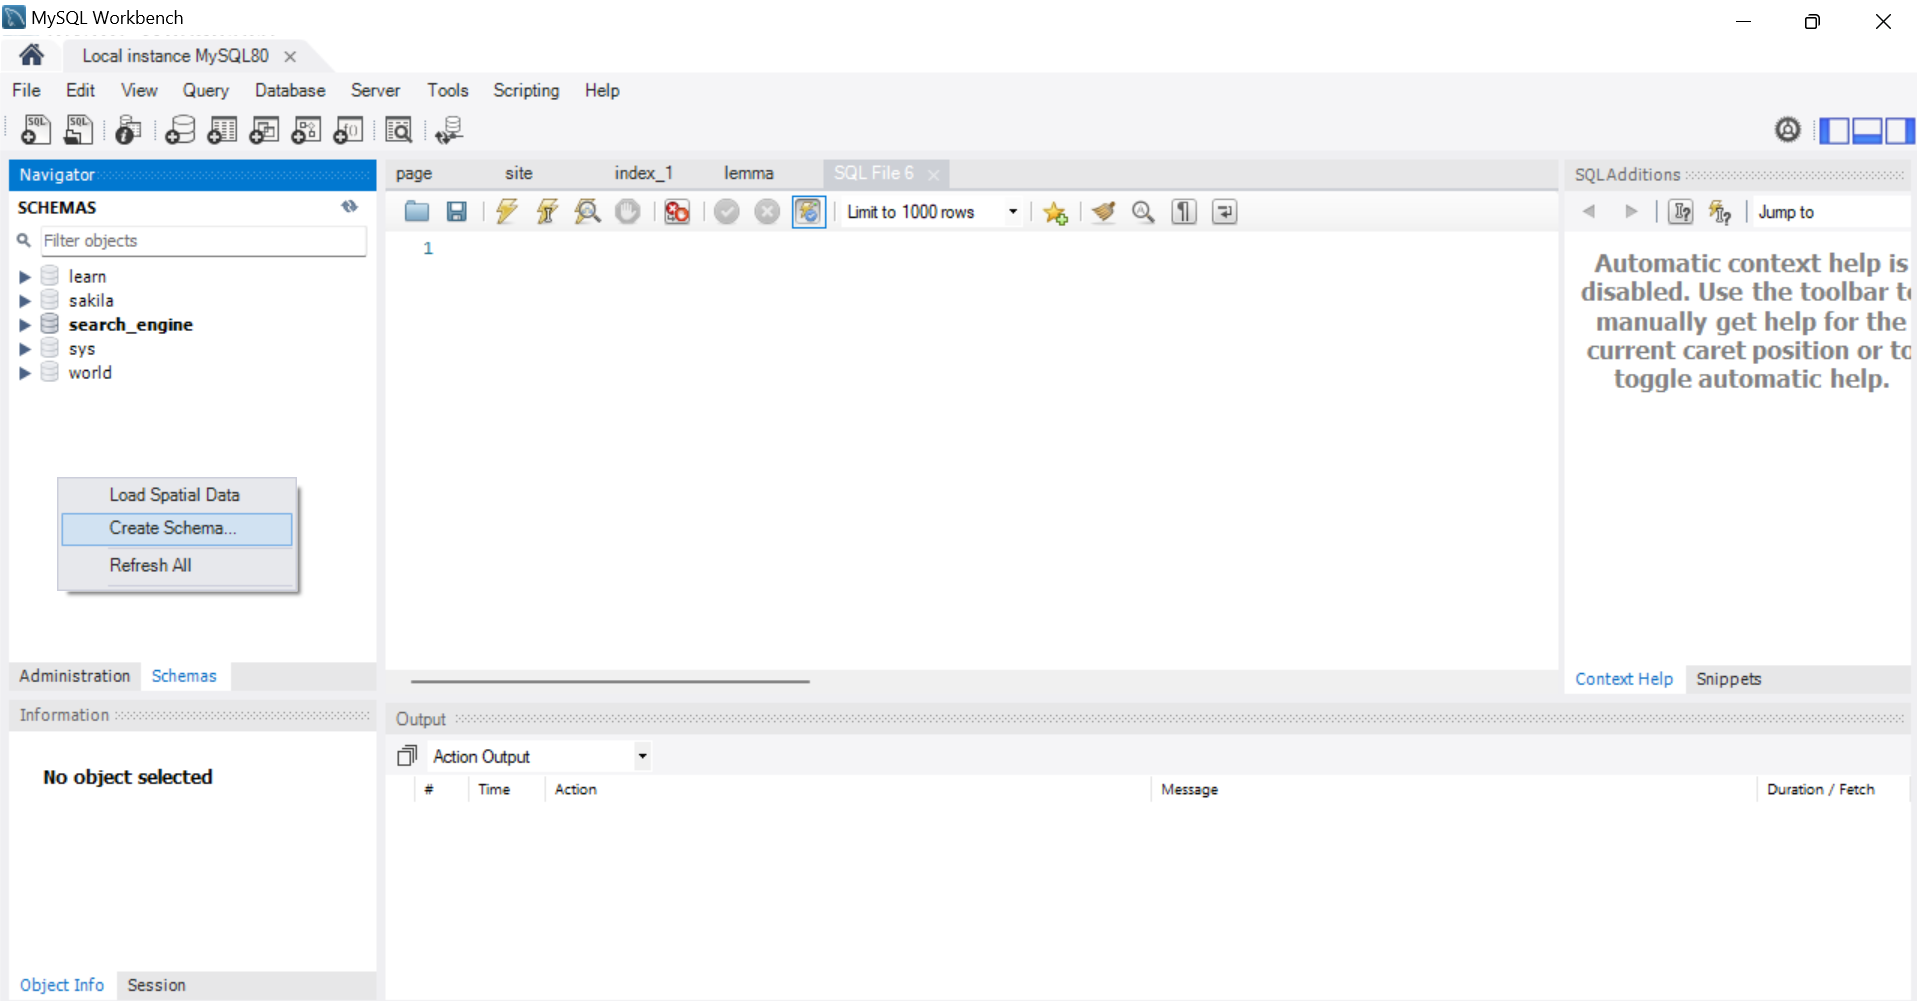 MySQL Workbench
Local instance MySQL80
File Edit View Query Database Server Tools Scripting Help
SQL SQL
Navigator
SCHEMAS
Filter objects
learn
sakila
search_engine
sys
world
Load Spatial Data
Create Schema...
Refresh All
Administration Schemas
Information
No object selected
Object Info Session
page site index_1 lemma SQL File 6
Limit to 1000 rows
1
Output
Action Output
# Time Action Message Duration / Fetch
SQLAdditions
Jump to
Automatic context help is
disabled. Use the toolbar
manually get help for the
current caret position or
toggle automatic help.
Context Help Snippets